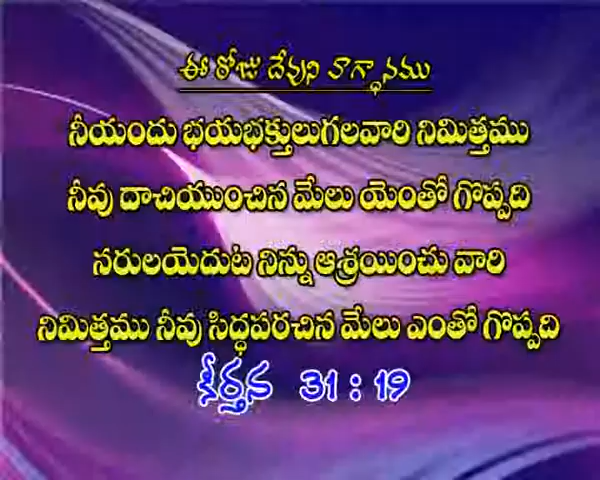 ఈ రోజు దేవుని వాగ్ధానము
నీయందు భయభక్తులుగలవారి నిమిత్తము
నీవు దాచియుంచిన మేలు యెంతో గొప్పది
నరులయెదుట నిన్ను ఆశ్రయించు వారి
నిమిత్తము నీవు సిద్ధపరచిన మేలు ఎంతో గొప్పది
కీర్తన 31 : 19